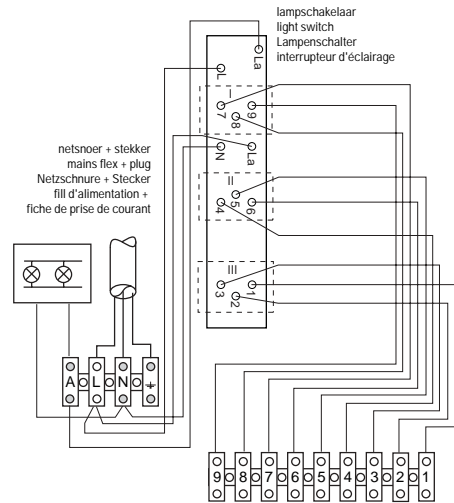 lampschakelaar
light switch
Lampenschalter
interrupteur d'éclairage
L La
I
7 8 9
N La
netsnoer + stekker
mains flex + plug
Netzschnure + Stecker
fill d'alimentation +
fiche de prise de courant
II
4 5 6
III
3 2 1
A L N
9 8 7 6 5 4 3 2 1